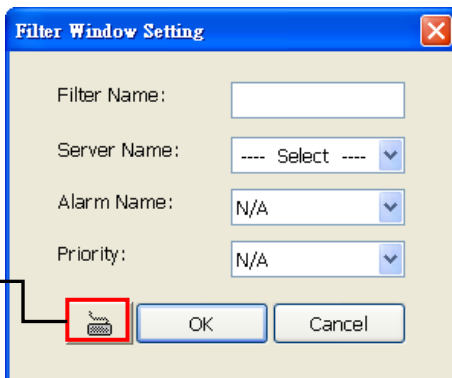 Filter Window Setting
Filter Name:
Server Name: ---- Select ----
Alarm Name: N/A
Priority: N/A
OK Cancel